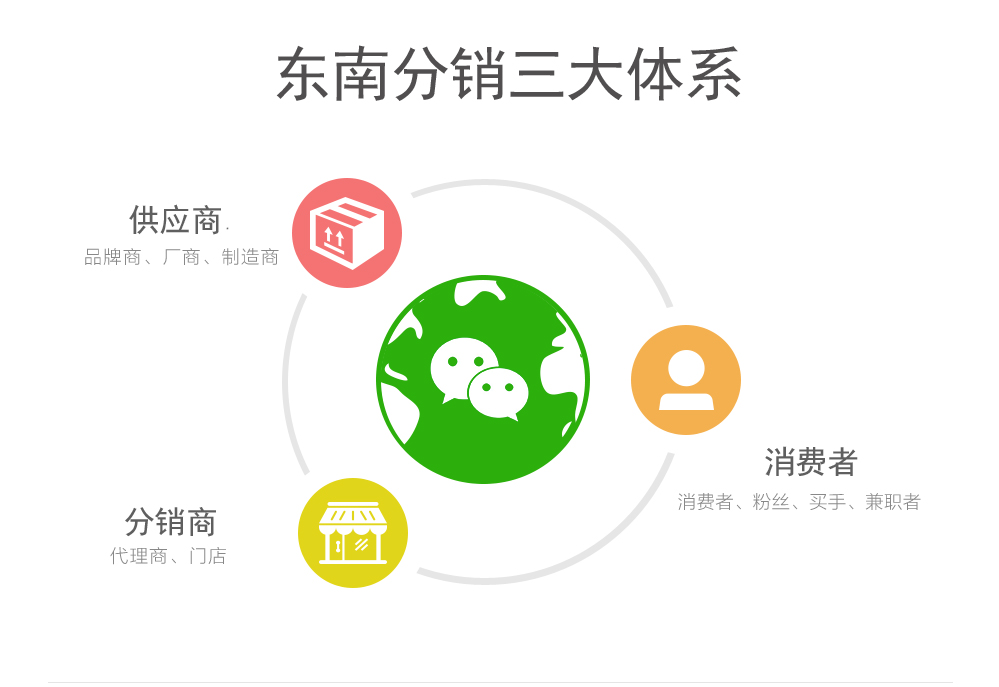 东南分销三大体系
供应商.
品牌商、厂商、制造商
消费者
消费者、粉丝、买手、兼职者
分销商
代理商、门店